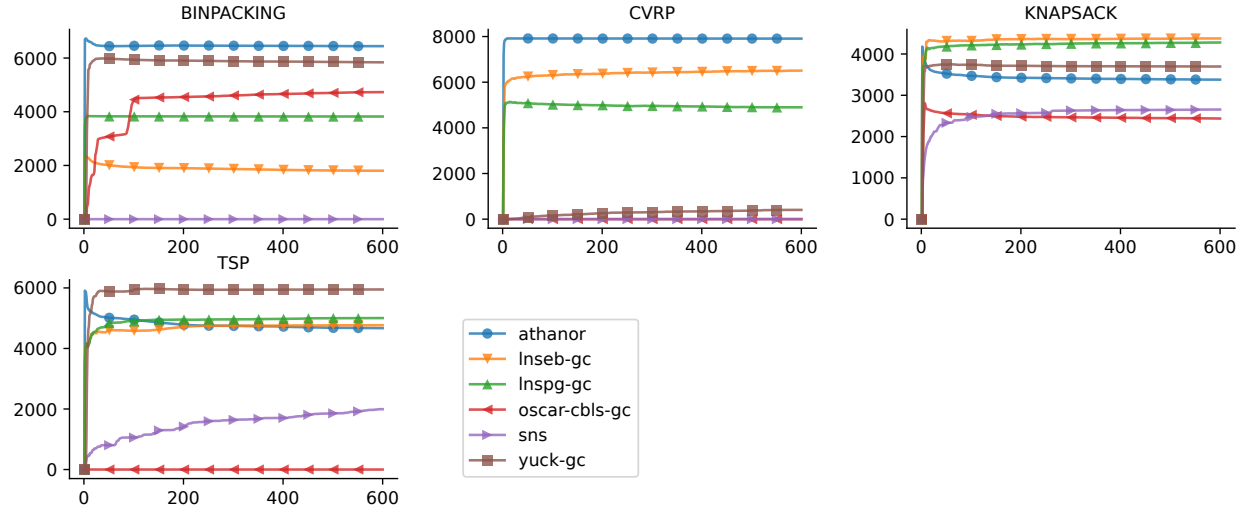 BINPACKING
6000
4000
2000
0
0 200 400 600
CVRP
8000
6000
4000
2000
0
0 200 400 600
KNAPSACK
4000
3000
2000
1000
0
0 200 400 600
TSP
6000
4000
2000
0
0 200 400 600
athanor
lnseb-gc
lnspg-gc
oscar-cbls-gc
sns
yuck-gc